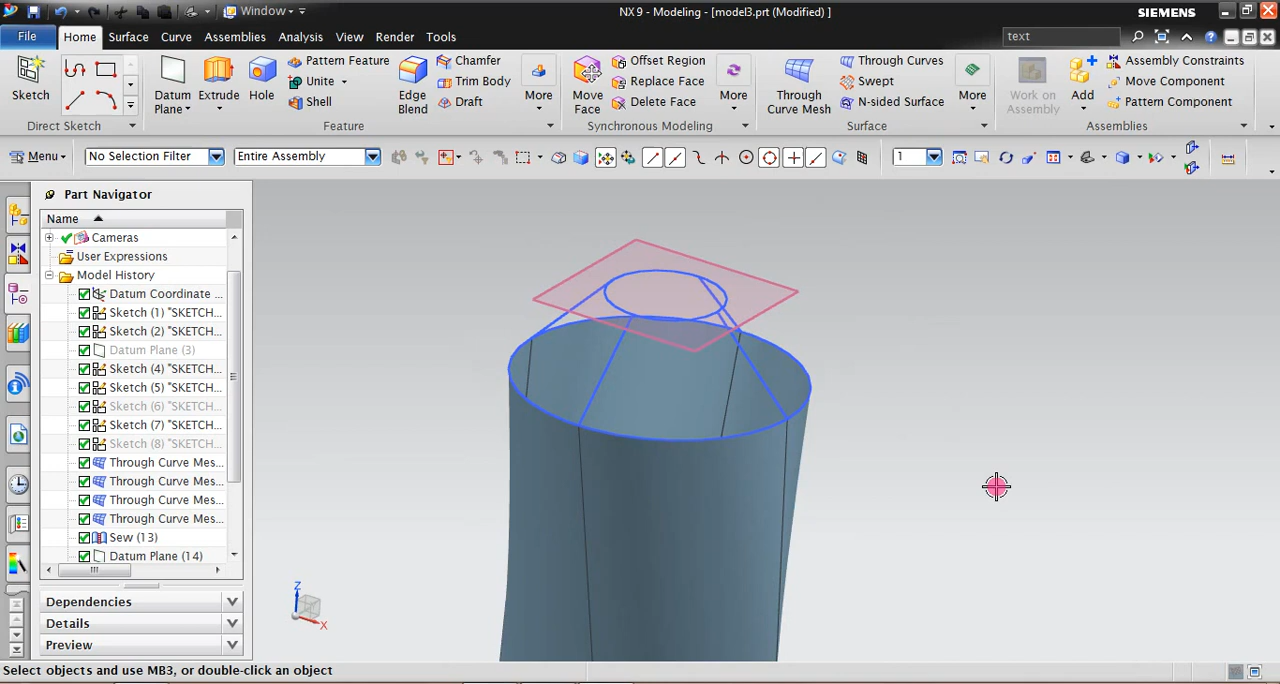 Window
NX 9 - Modeling - [model3.prt (Modified) ]
SIEMENS
File Home Surface Curve Assemblies Analysis View Render Tools
text
Sketch
Direct Sketch
Datum Plane
Extrude
Hole
Pattern Feature
Unite
Shell
Edge Blend
Chamfer
Trim Body
Draft
More
Feature
Move Face
Offset Region
Replace Face
Delete Face
More
Synchronous Modeling
Through Curve Mesh
Through Curves
Swept
N-sided Surface
More
Surface
Work on Assembly
Add
Assembly Constraints
Move Component
Pattern Component
Assemblies
Menu No Selection Filter Entire Assembly 1
Part Navigator
Name
Cameras
User Expressions
Model History
Datum Coordinate ...
Sketch (1) "SKETCH...
Sketch (2) "SKETCH...
Datum Plane (3)
Sketch (4) "SKETCH...
Sketch (5) "SKETCH...
Sketch (6) "SKETCH...
Sketch (7) "SKETCH...
Sketch (8) "SKETCH...
Through Curve Mes...
Through Curve Mes...
Through Curve Mes...
Through Curve Mes...
Sew (13)
Datum Plane (14)
Dependencies
Details
Preview
Z
X
Select objects and use MB3, or double-click an object